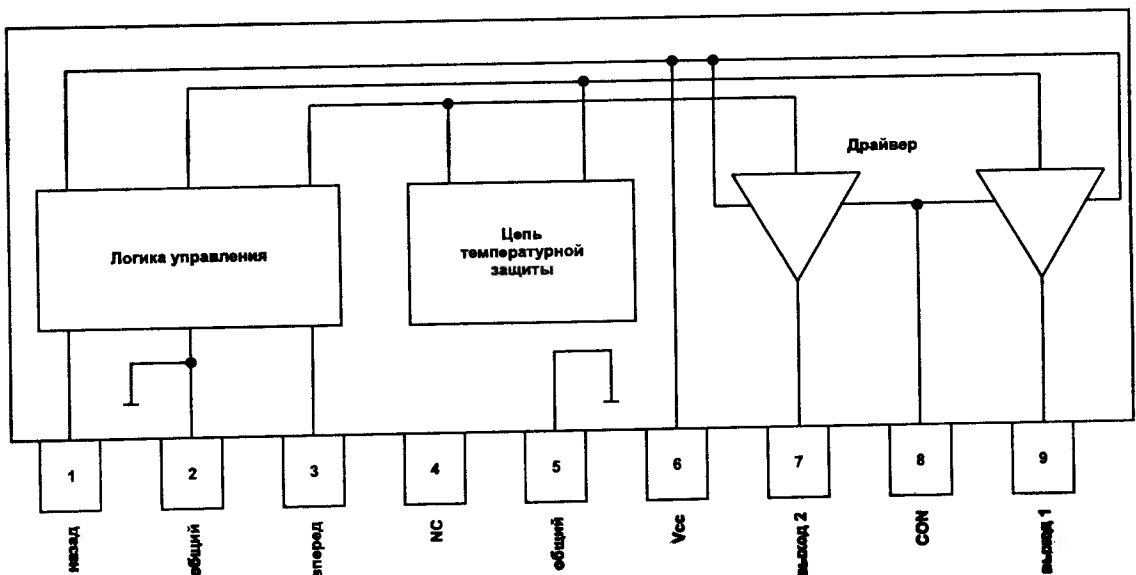 Драйвер
Логика управления
Цепь
температурной
защиты
1
2
3
4
5
6
7
8
9
назад
общий
вперед
NC
общий
Vcc
выход 2
CON
выход 1